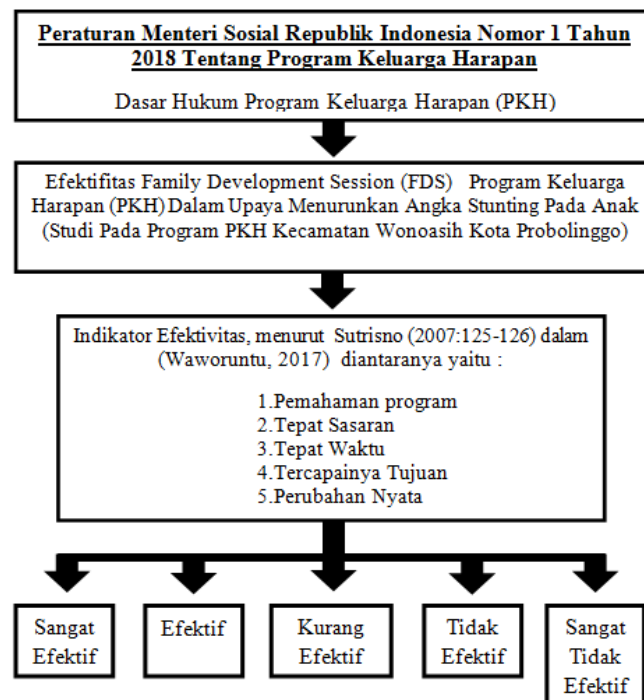 Peraturan Menteri Sosial Republik Indonesia Nomor 1 Tahun
2018 Tentang Program Keluarga Harapan
Dasar Hukum Program Keluarga Harapan (PKH)
Efektifitas Family Development Session (FDS) Program Keluarga
Harapan (PKH) Dalam Upaya Menurunkan Angka Stunting Pada Anak
(Studi Pada Program PKH Kecamatan Wonoasih Kota Probolinggo)
Indikator Efektivitas, menurut Sutrisno (2007:125-126) dalam
(Waworuntu, 2017) diantaranya yaitu :
1.Pemahaman program
2.Tepat Sasaran
3.Tepat Waktu
4.Tercapainya Tujuan
5.Perubahan Nyata
Sangat
Efektif
Efektif
Kurang
Efektif
Tidak
Efektif
Sangat
Tidak
Efektif